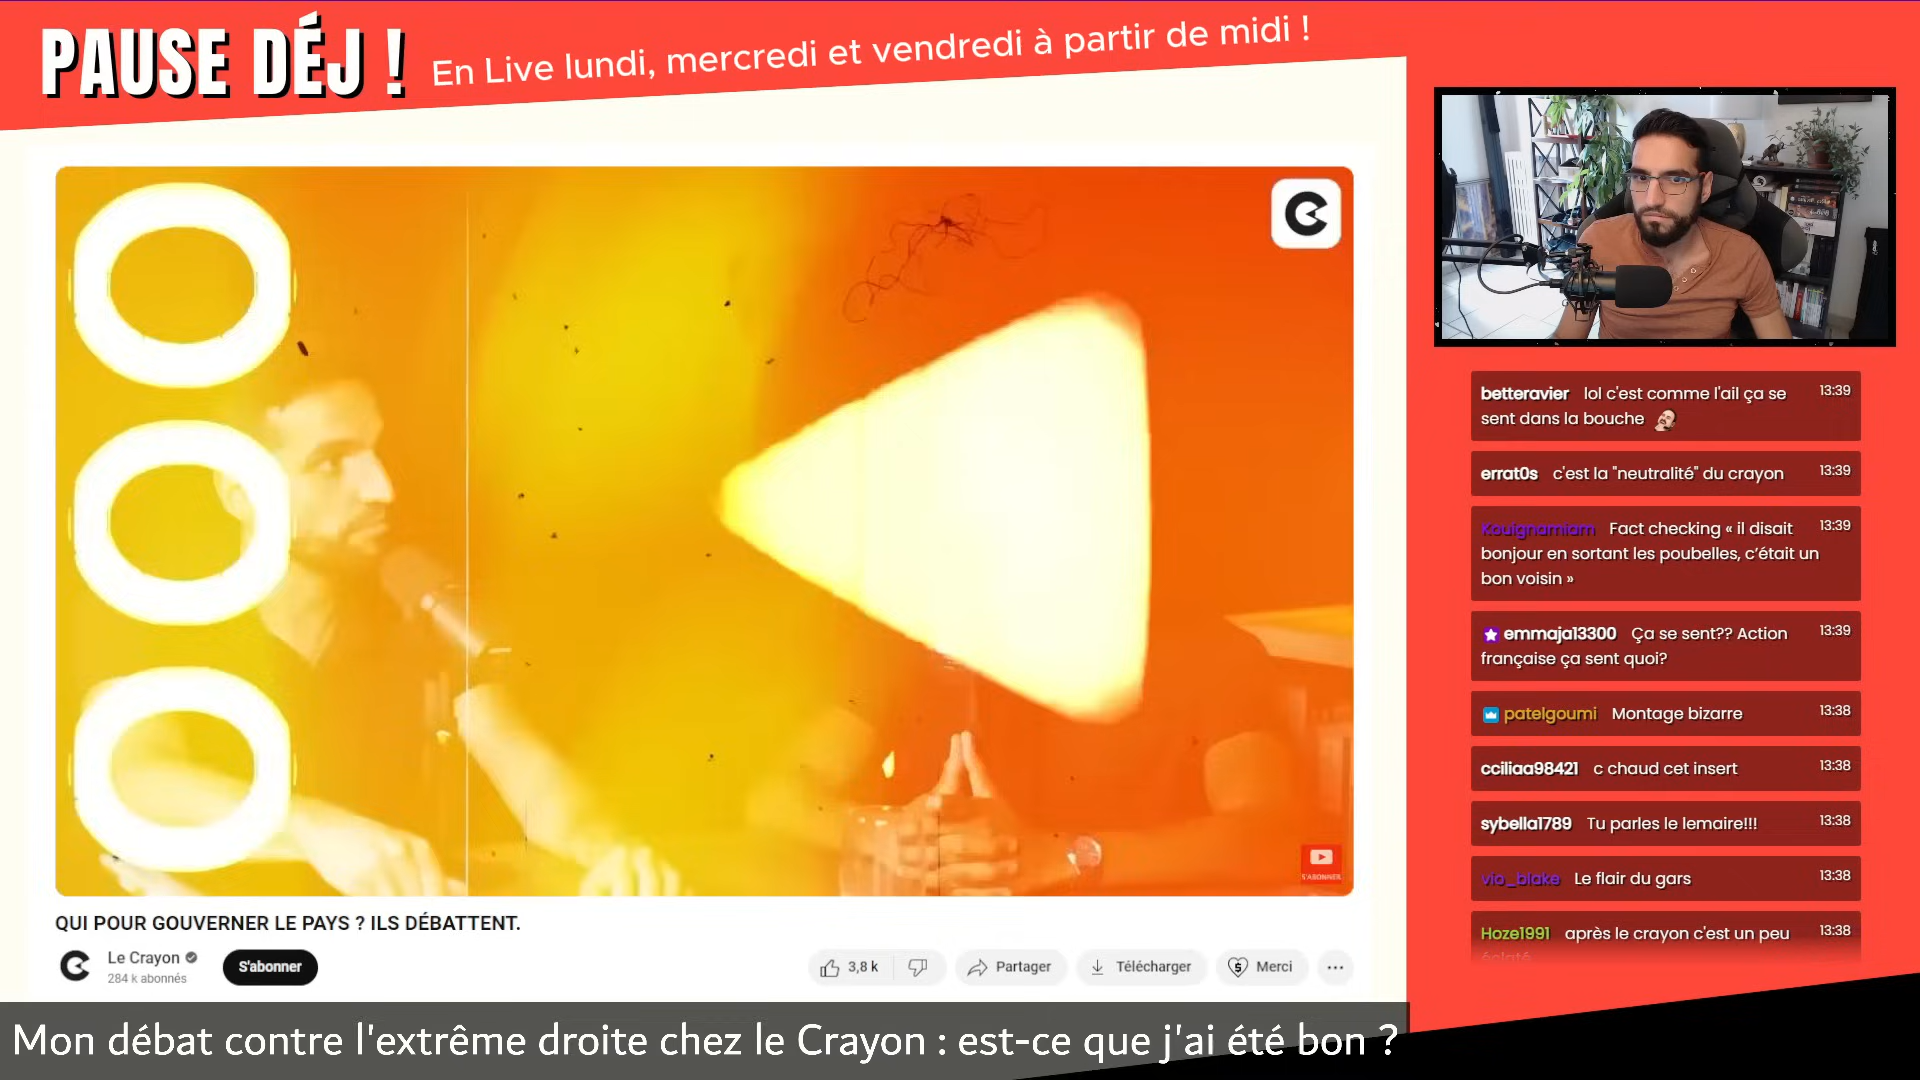 PAUSE DÉJ !
En Live lundi, mercredi et vendredi à partir de midi !
S'ABONNER
QUI POUR GOUVERNER LE PAYS ? ILS DÉBATTENT.
Le Crayon
284 k abonnés
S'abonner
3,8 k
Partager
Télécharger
Merci
Mon débat contre l'extrême droite chez le Crayon : est-ce que j'ai été bon ?
betteravier lol c'est comme l'ail ça se 13:39
sent dans la bouche
errat0s c'est la "neutralité" du crayon 13:39
Kouignamiam Fact checking « il disait 13:39
bonjour en sortant les poubelles, c'était un
bon voisin »
emmaja13300 Ça se sent?? Action 13:39
française ça sent quoi?
patelgoumi Montage bizarre 13:38
cciliaa98421 c chaud cet insert 13:38
sybella1789 Tu parles le lemaire!!! 13:38
vio_blake Le flair du gars 13:38
Hoze1991 après le crayon c'est un peu 13:38
éclaté